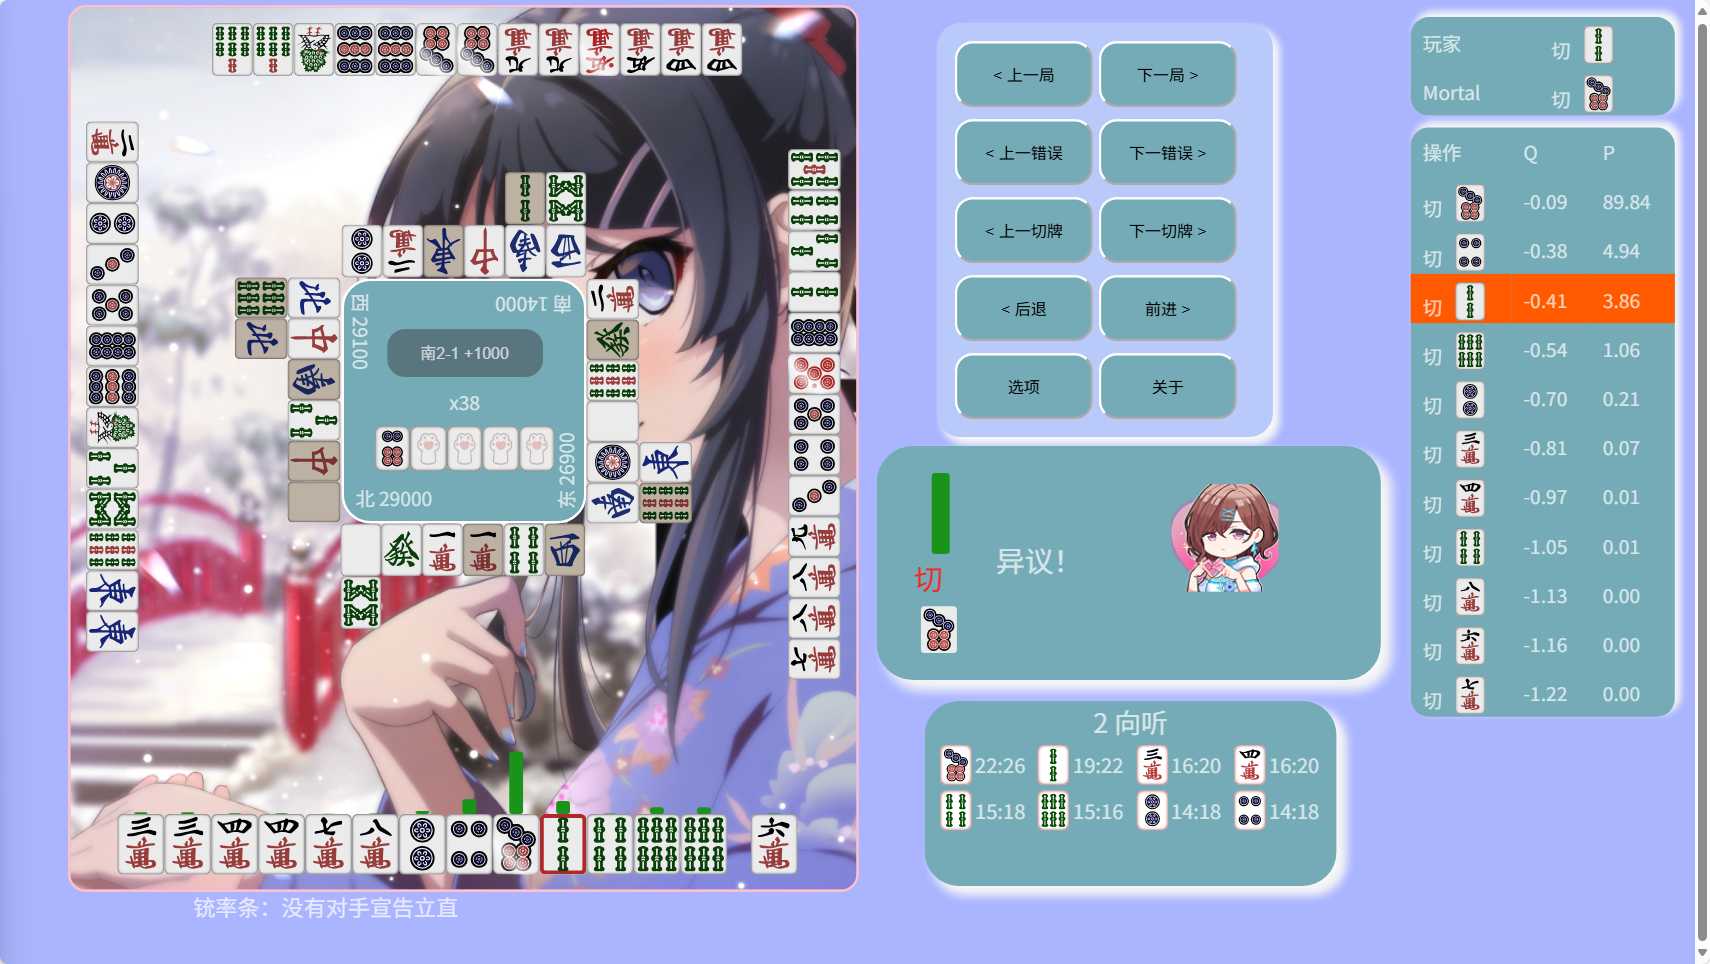 西 29100
南 14000
南2-1 +1000
x38
东 26900
北 29000
铳率条：没有对手宣告立直
< 上一局
下一局 >
< 上一错误
下一错误 >
< 上一切牌
下一切牌 >
< 后退
前进 >
选项
关于
切
异议!
2 向听
22:26
19:22
16:20
16:20
15:18
15:16
14:18
14:18
玩家 切
Mortal 切
操作 Q P
切 -0.09 89.84
切 -0.38 4.94
切 -0.41 3.86
切 -0.54 1.06
切 -0.70 0.21
切 -0.81 0.07
切 -0.97 0.01
切 -1.05 0.01
切 -1.13 0.00
切 -1.16 0.00
切 -1.22 0.00